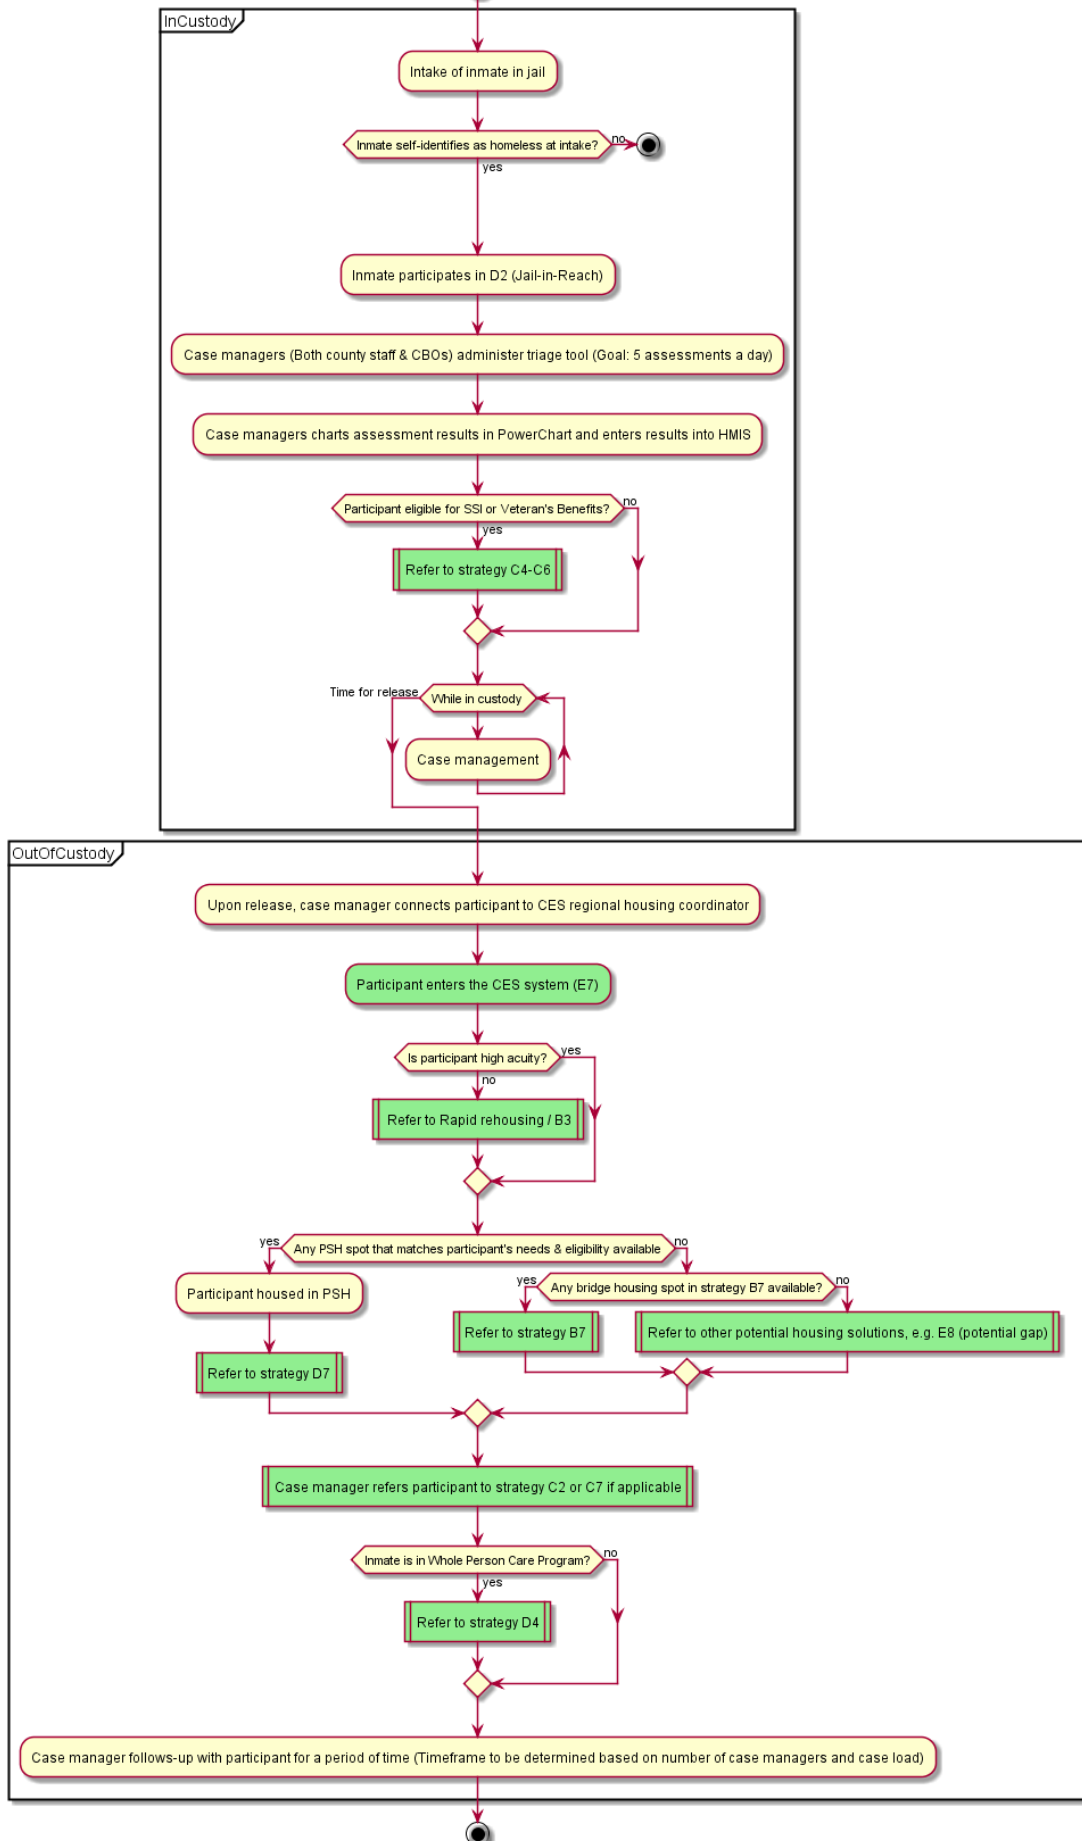 InCustody
Intake of inmate in jail
Inmate self-identifies as homeless at intake?
no
yes
Inmate participates in D2 (Jail-in-Reach)
Case managers (Both county staff & CBOs) administer triage tool (Goal: 5 assessments a day)
Case managers charts assessment results in PowerChart and enters results into HMIS
Participant eligible for SSI or Veteran's Benefits?
no
yes
Refer to strategy C4-C6
Time for release
While in custody
Case management
OutOfCustody
Upon release, case manager connects participant to CES regional housing coordinator
Participant enters the CES system (E7)
Is participant high acuity?
yes
no
Refer to Rapid rehousing / B3
yes
Any PSH spot that matches participant's needs & eligibility available
no
Participant housed in PSH
yes
Any bridge housing spot in strategy B7 available?
no
Refer to strategy B7
Refer to other potential housing solutions, e.g. E8 (potential gap)
Refer to strategy D7
Case manager refers participant to strategy C2 or C7 if applicable
Inmate is in Whole Person Care Program?
no
yes
Refer to strategy D4
Case manager follows-up with participant for a period of time (Timeframe to be determined based on number of case managers and case load)